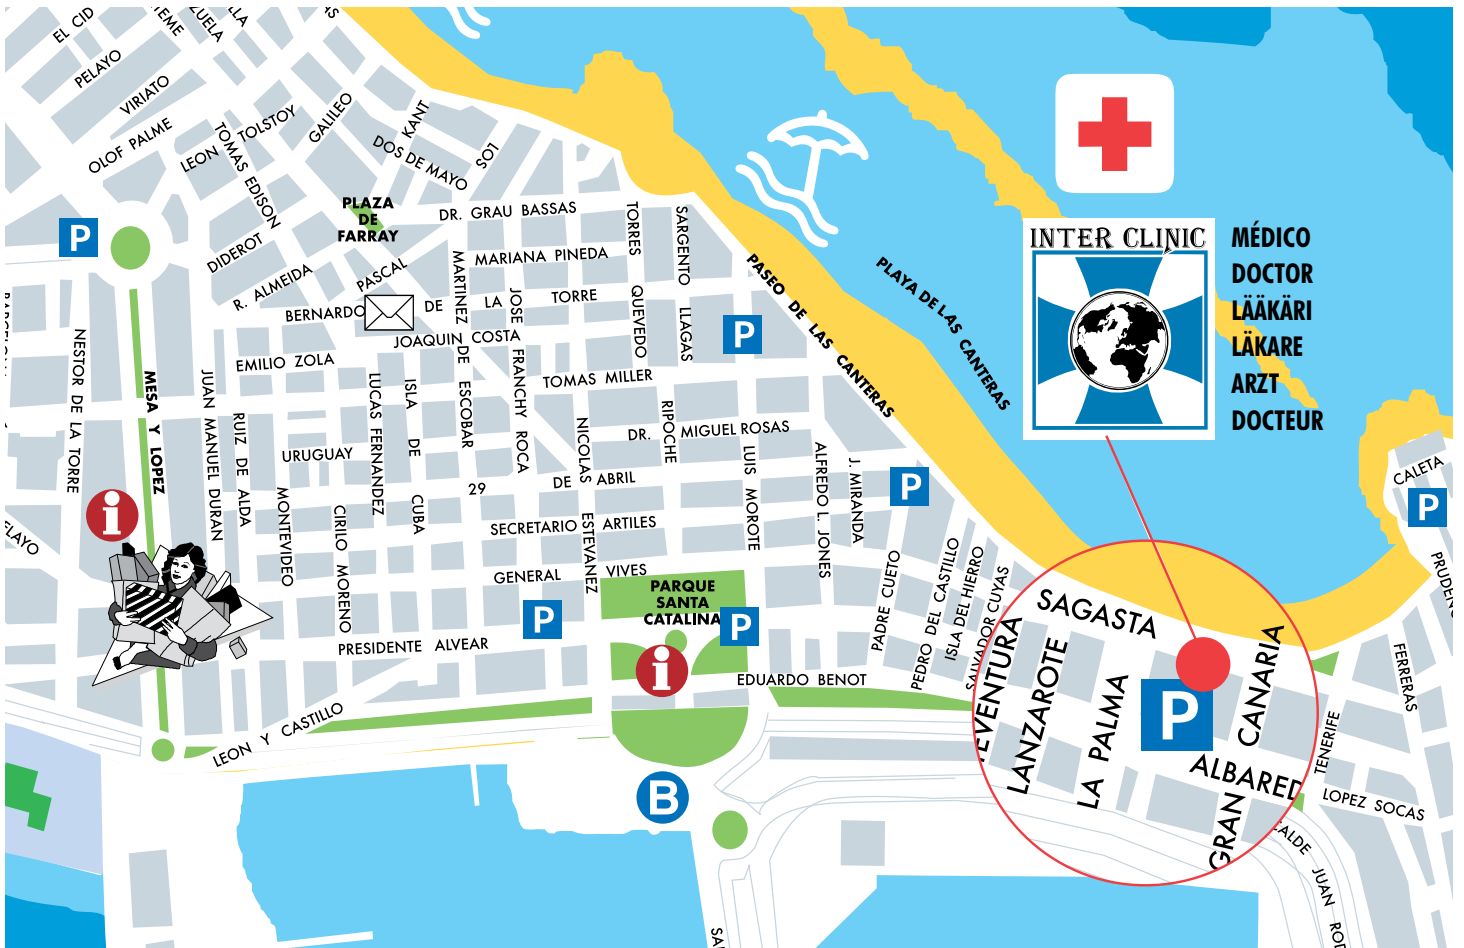 EL CID
PELAYO
VIRIATO
OLOF PALME
LEON TOLSTOY
TOMAS EDISON
GALILEO
KANT
DOS DE MAYO
SOL
PLAZA
DE
FARRAY
DR. GRAU BASSAS
DIDEROT
R. ALMEIDA
PASCAL
MARIANA PINEDA
BERNARDO DE LA TORRE
JOAQUIN COSTA
EMILIO ZOLA
TOMAS MILLER
DR. MIGUEL ROSAS
URUGUAY
29 DE ABRIL
SECRETARIO ARTILES
GENERAL VIVES
PRESIDENTE ALVEAR
LEON Y CASTILLO
EDUARDO BENOT
NESTOR DE LA TORRE
MESA Y LOPEZ
JUAN MANUEL DURAN
RUIZ DE ALDA
MONTEVIDEO
CIRILO MORENO
LUCAS FERNANDEZ
ISLA DE CUBA
MARTINEZ DE ESCOBAR
JOSE FRANCHY ROCA
NICOLAS ESTEVANEZ
TORRES QUEVEDO
SARGENTO LLAGAS
RIPOCHE
LUIS MOROTE
ALFREDO L. JONES
J. MIRANDA
PADRE CUETO
PEDRO DEL CASTILLO
ISLA DEL HIERRO
SALVADOR CUYAS
PARQUE
SANTA
CATALINA
PASEO DE LAS CANTERAS
PLAYA DE LAS CANTERAS
INTER CLINIC
MÉDICO
DOCTOR
LÄÄKÄRI
LÄKARE
ARZT
DOCTEUR
SAGASTA
TEVENTURA
LANZAROTE
LA PALMA
GRAN CANARIA
ALBARED
TENERIFE
LOPEZ SOCAS
FERRERAS
CALETA
PRUDENC
CALDE JUAN ROD
ELAYO
P
P
P
P
P
P
P
i
i
B